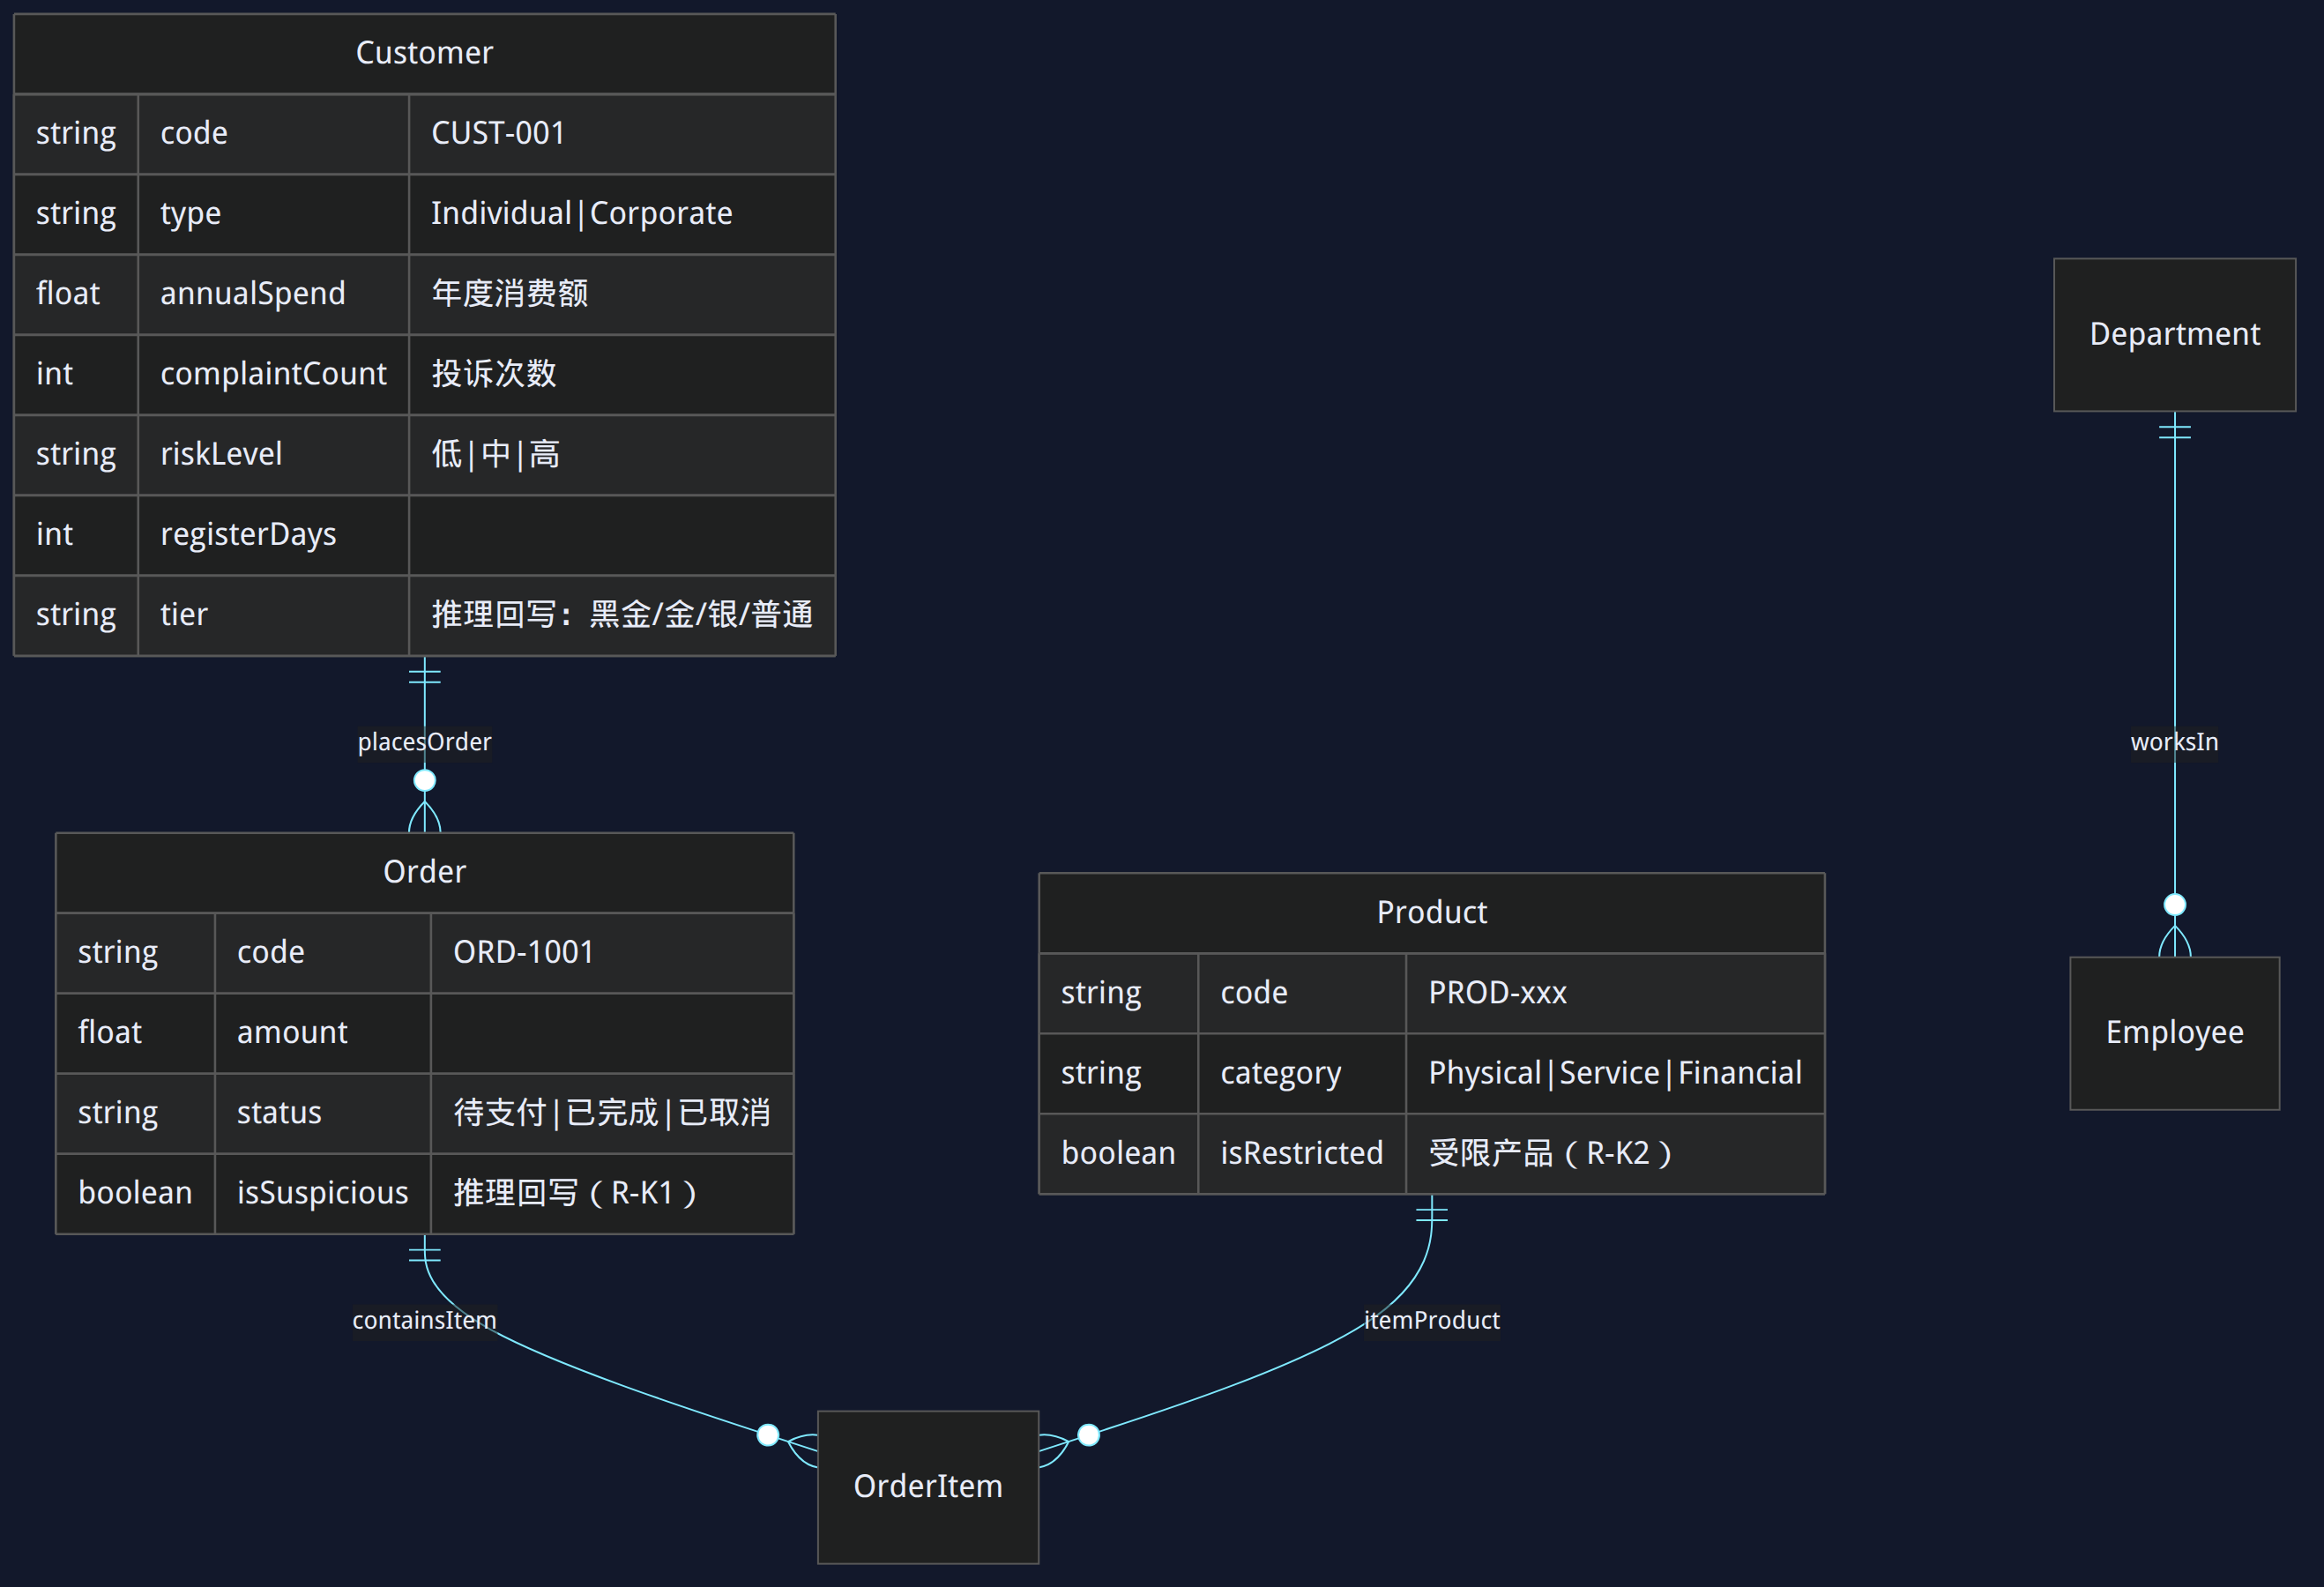 Customer
string code CUST-001
string type Individual|Corporate
float annualSpend 年度消费额
int complaintCount 投诉次数
string riskLevel 低|中|高
int registerDays
string tier 推理回写：黑金/金/银/普通
placesOrder
Order
string code ORD-1001
float amount
string status 待支付|已完成|已取消
boolean isSuspicious 推理回写（R-K1）
containsItem
Product
string code PROD-xxx
string category Physical|Service|Financial
boolean isRestricted 受限产品（R-K2）
itemProduct
OrderItem
Department
worksIn
Employee